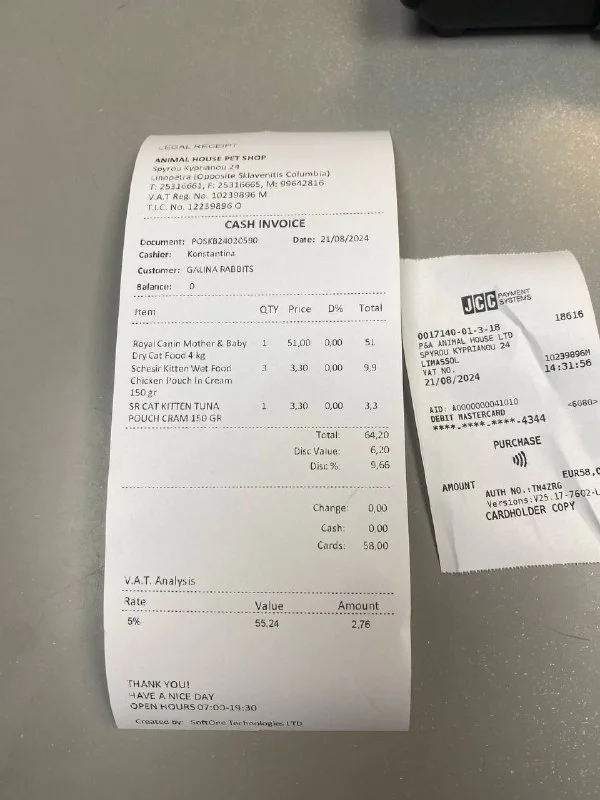 LEGAL RECEIPT
ANIMAL HOUSE PET SHOP
Spyrou Kyprianou 24
Linopetra (Opposite Sklavenitis Columbia)
T: 25316661, F: 25316665, M: 99642816
V.A.T Reg. No. 10239896 M
T.I.C. No. 12239896 O
CASH INVOICE
Document: POSKB24020590 Date: 21/08/2024
Cashier: Konstantina
Customer: GALINA RABBITS
Balance: 0
Item QTY Price D% Total
Royal Canin Mother & Baby 1 51,00 0,00 51
Dry Cat Food 4 kg
Schesir Kitten Wet Food 3 3,30 0,00 9,9
Chicken Pouch In Cream
150 gr
SR CAT KITTEN TUNA 1 3,30 0,00 3,3
POUCH CRAM 150 GR
Total: 64,20
Disc Value: 6,20
Disc %: 9,66
Change: 0,00
Cash: 0,00
Cards: 58,00
V.A.T. Analysis
Rate Value Amount
5% 55,24 2,76
THANK YOU!
HAVE A NICE DAY
OPEN HOURS 07:00-19:30
Created by: SoftOne Technologies LTD
JCC PAYMENT
SYSTEMS
0017140-01-3-18 18616
P&A ANIMAL HOUSE LTD
SPYROU KYPRIANOU 24
LIMASSOL
VAT NO. 10239896M
21/08/2024 14:31:56
AID: A0000000041010 <6080>
DEBIT MASTERCARD
****-****-****-4344
PURCHASE
AMOUNT EUR58,0
AUTH NO.:TM4ZRG
Versions:V25.17-7602-L
CARDHOLDER COPY